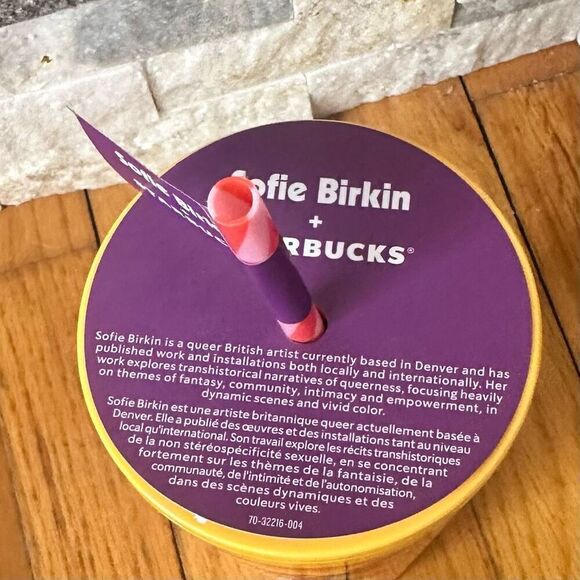 Sofie Birkin
Sofie Birkin
+
RBUCKS®
Sofie Birkin is a queer British artist currently based in Denver and has
published work and installations both locally and internationally. Her
work explores transhistorical narratives of queerness, focusing heavily
on themes of fantasy, community, intimacy and empowerment, in
dynamic scenes and vivid color.
Sofie Birkin est une artiste britannique queer actuellement basée à
Denver. Elle a publié des œuvres et des installations tant au niveau
local qu'international. Son travail explore les récits transhistoriques
de la non stéréospécificité sexuelle, en se concentrant
fortement sur les thèmes de la fantaisie, de la
communauté, de l'intimité et de l'autonomisation,
dans des scènes dynamiques et des
couleurs vives.
70-32216-004